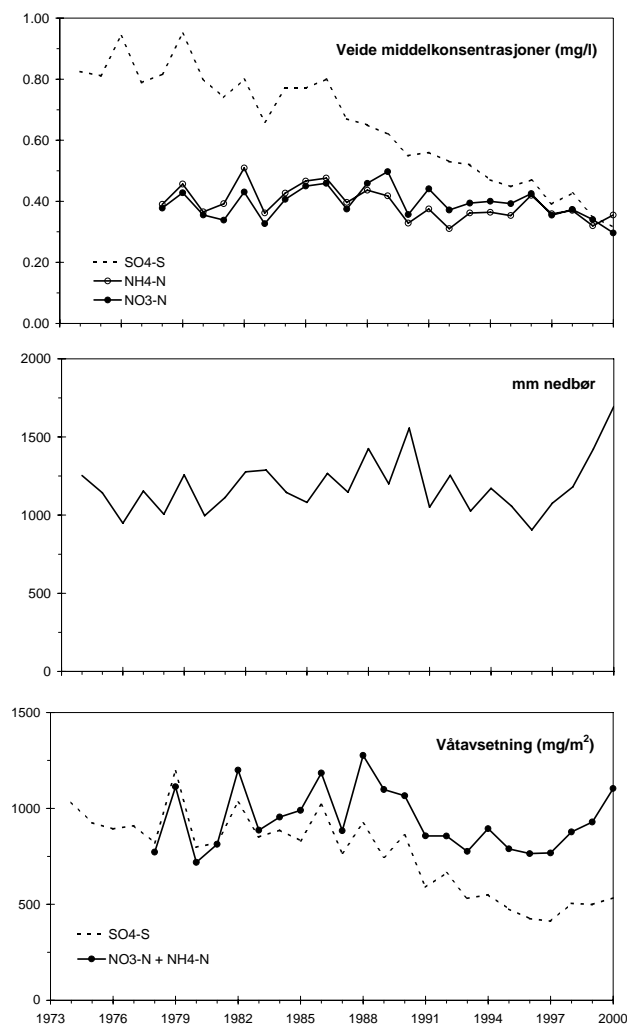 Veide middelkonsentrasjoner (mg/l)
1.00
0.80
0.60
0.40
0.20
0.00
SO4-S
NH4-N
NO3-N
mm nedbør
2000
1500
1000
500
0
Våtavsetning (mg/m²)
1500
1000
500
0
SO4-S
NO3-N + NH4-N
1973 1976 1979 1982 1985 1988 1991 1994 1997 2000